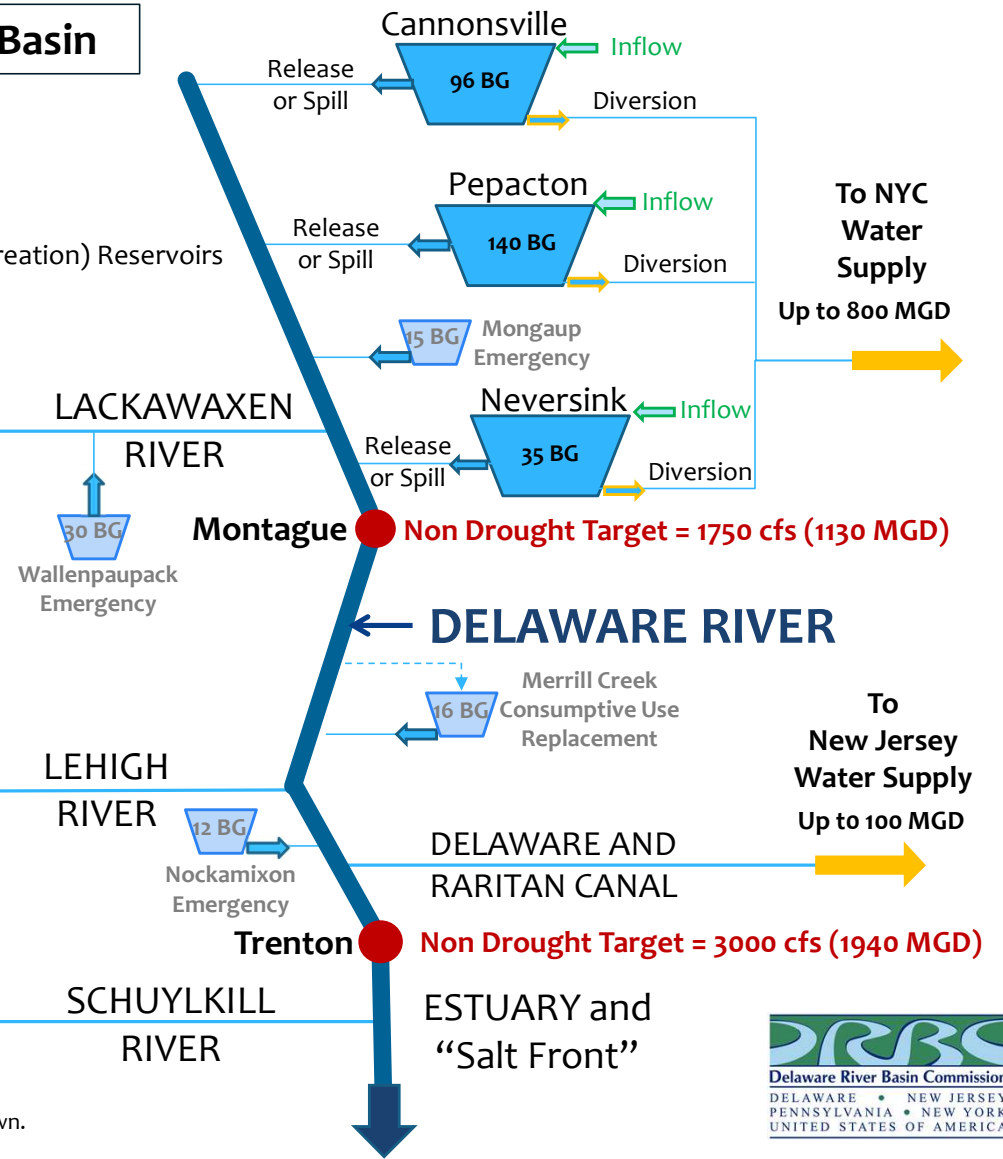 Basin
Cannonsville
Inflow
Release
or Spill
96 BG
Diversion
Pepacton
Inflow
Release
or Spill
140 BG
Diversion
To NYC
Water
Supply
Up to 800 MGD
reation) Reservoirs
15 BG
Mongaup
Emergency
LACKAWAXEN
RIVER
Neversink
Inflow
Release
or Spill
35 BG
Diversion
30 BG
Wallenpaupack
Emergency
Montague
Non Drought Target = 1750 cfs (1130 MGD)
DELAWARE RIVER
16 BG
Merrill Creek
Consumptive Use
Replacement
To
New Jersey
Water Supply
Up to 100 MGD
LEHIGH
RIVER
12 BG
Nockamixon
Emergency
DELAWARE AND
RARITAN CANAL
Trenton
Non Drought Target = 3000 cfs (1940 MGD)
SCHUYLKILL
RIVER
ESTUARY and
“Salt Front”
wn.
DRBC
Delaware River Basin Commission
DELAWARE • NEW JERSEY
PENNSYLVANIA • NEW YORK
UNITED STATES OF AMERICA